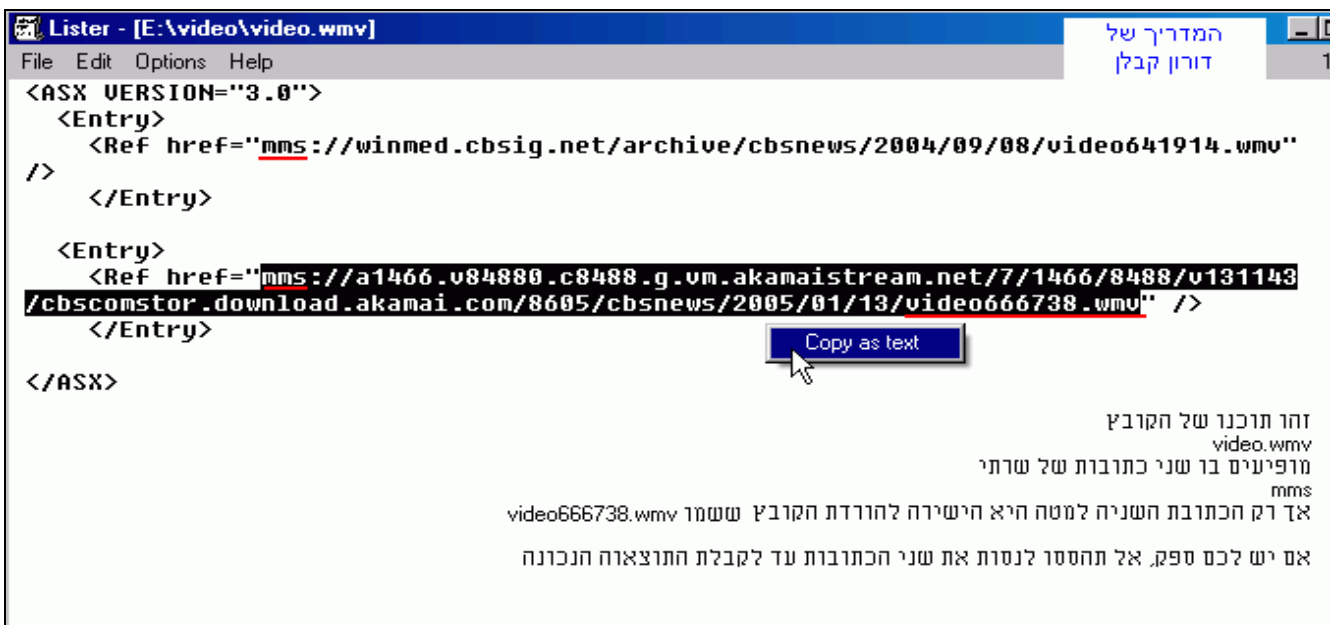 Lister - [E:\video\video.wmv]
המדריך של
דורון קבלן
File Edit Options Help
1
<ASX VERSION="3.0">
<Entry>
<Ref href="mms://winmed.cbsig.net/archive/cbsnews/2004/09/08/video641914.wmv"
/>
</Entry>
<Entry>
<Ref href="mms://a1466.v84880.c8488.g.vm.akamaistream.net/7/1466/8488/v131143
/cbscomstor.download.akamai.com/8605/cbsnews/2005/01/13/video666738.wmv" />
</Entry>
Copy as text
</ASX>
זהו תוכנו של הקובץ
video.wmv
מופיעים בו שני כתובות של שרתי
mms
אך רק הכתובת השניה למטה היא הישירה להורדת הקובץ ששמו video666738.wmv
אם יש לכם ספק, אל תהססו לנסות את שני הכתובות עד לקבלת התוצאוה הנכונה